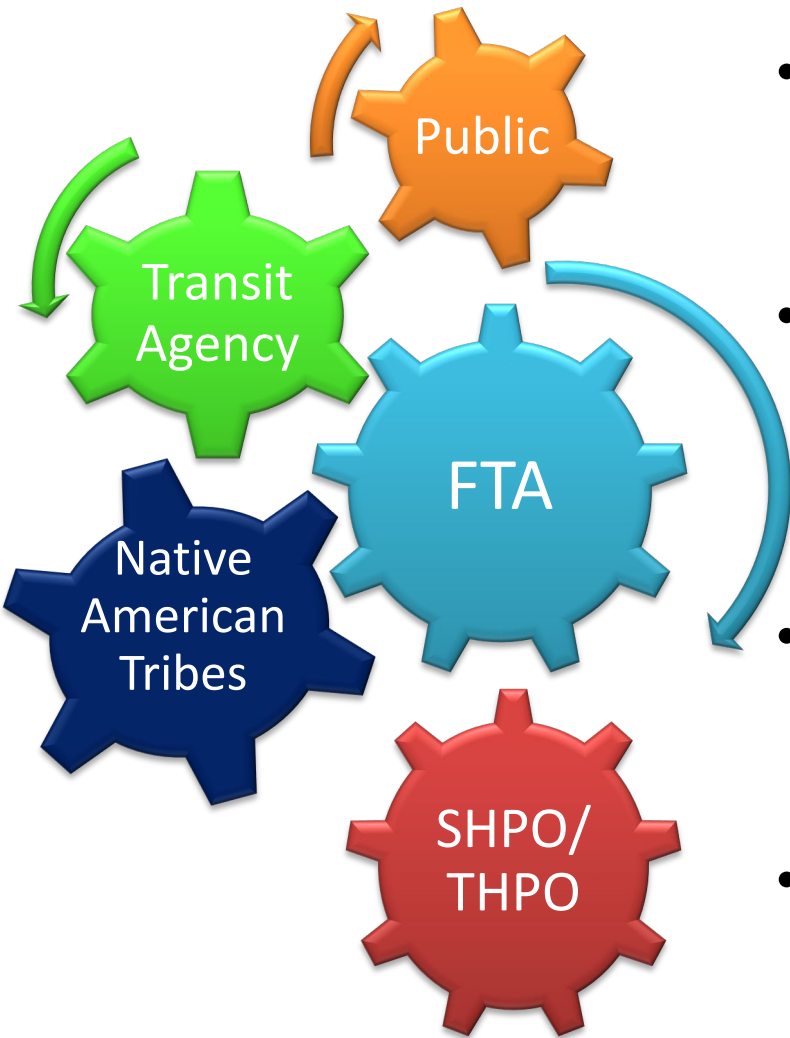 Public
Transit
Agency
FTA
Native
American
Tribes
SHPO/
THPO